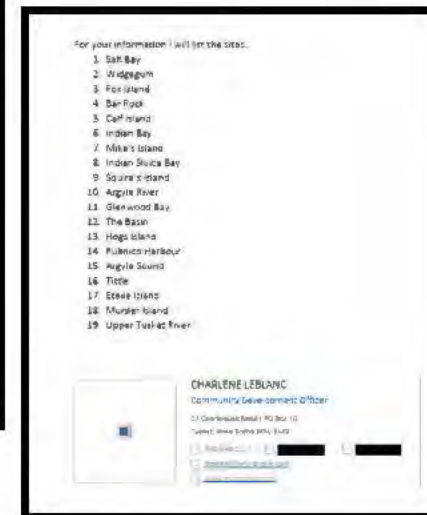 For your information I will list the sites.
1. Salt Bay
2. Widgegum
3. Fox Island
4. Bar Rock
5. Calf Island
6. Indian Bay
7. Mike's Island
8. Indian Sluice Bay
9. Squire's Island
10. Argyle River
11. Glenwood Bay
12. The Basin
13. Hogs Island
14. Pubnico Harbour
15. Argyle Sound
16. Tittle
17. Eteile Island
18. Murder Island
19. Upper Tusket River
CHARLENE LEBLANC
Community Development Officer